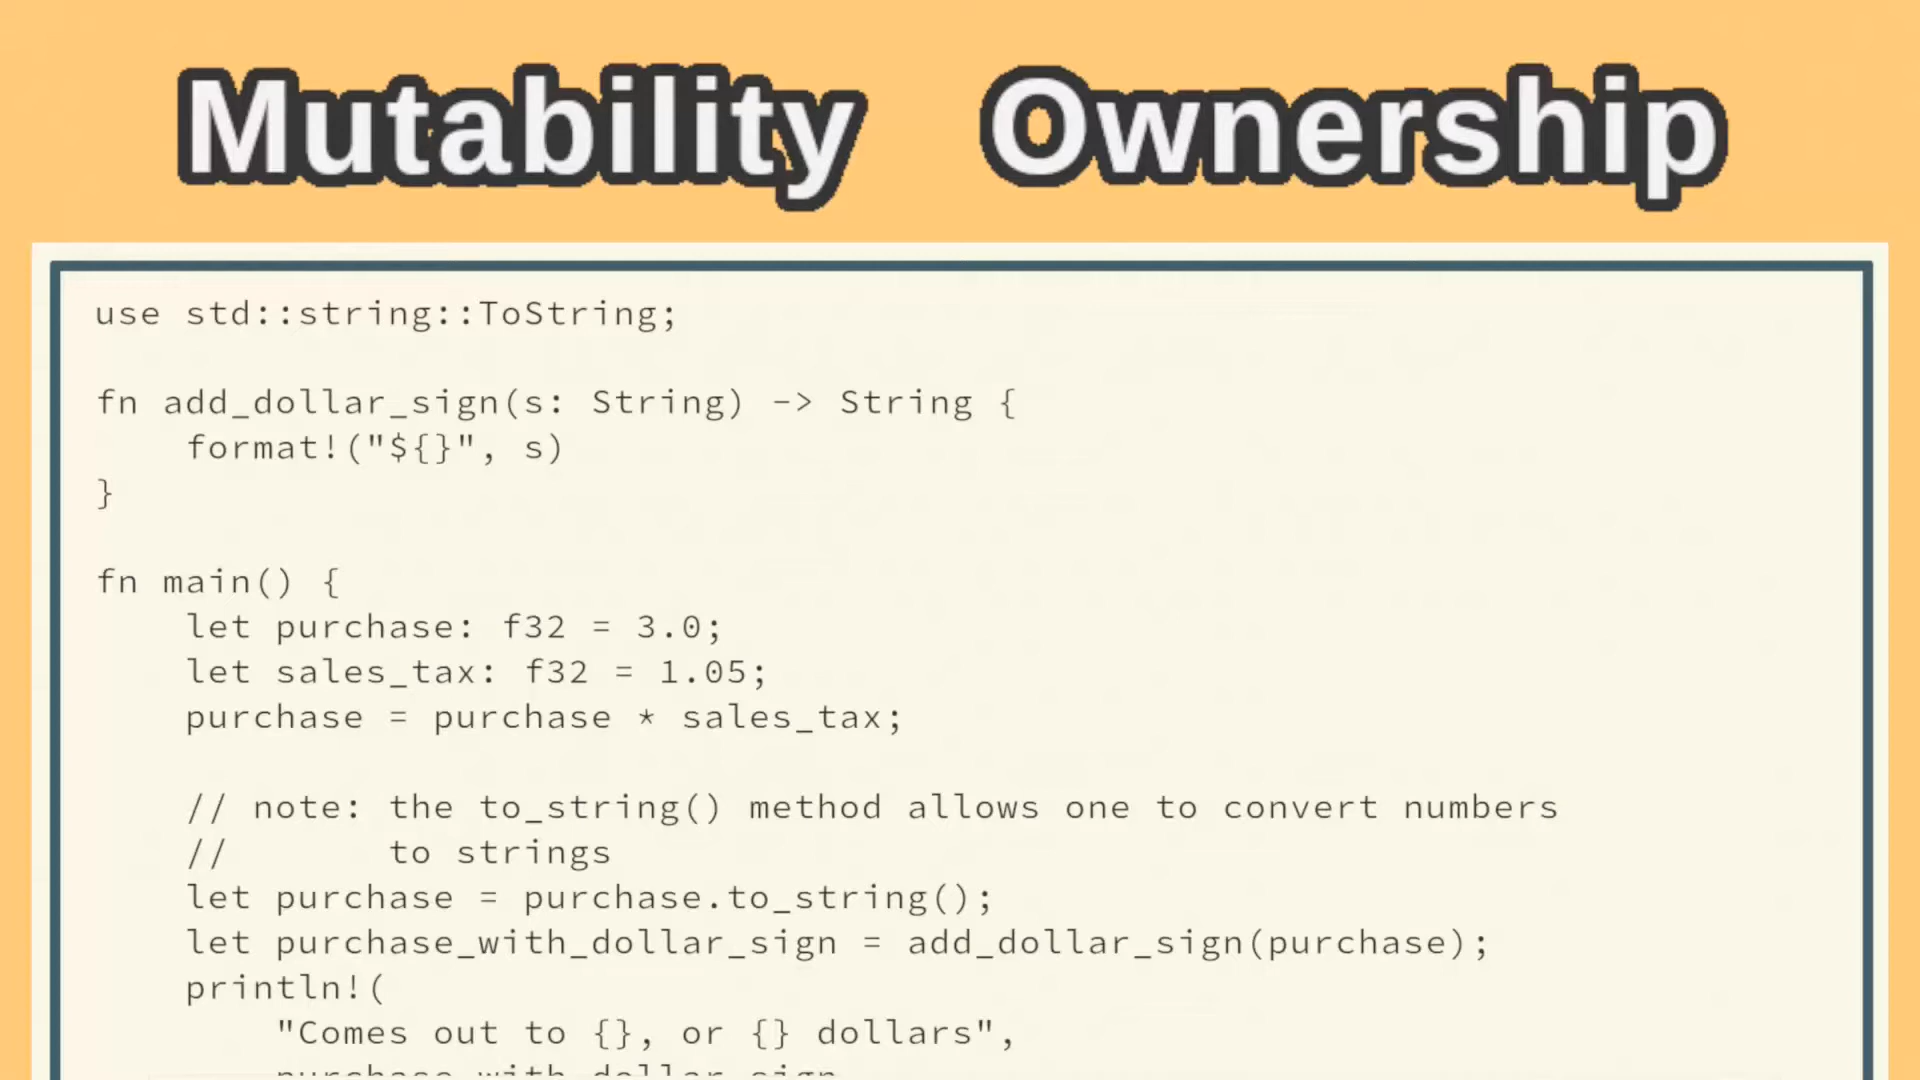 Mutability Ownership
use std::string::ToString;
fn add_dollar_sign(s: String) -> String {
    format!("${}", s)
}
fn main() {
    let purchase: f32 = 3.0;
    let sales_tax: f32 = 1.05;
    purchase = purchase * sales_tax;
    // note: the to_string() method allows one to convert numbers
    //       to strings
    let purchase = purchase.to_string();
    let purchase_with_dollar_sign = add_dollar_sign(purchase);
    println!(
        "Comes out to {}, or {} dollars",
        purchase_with_dollar_sign